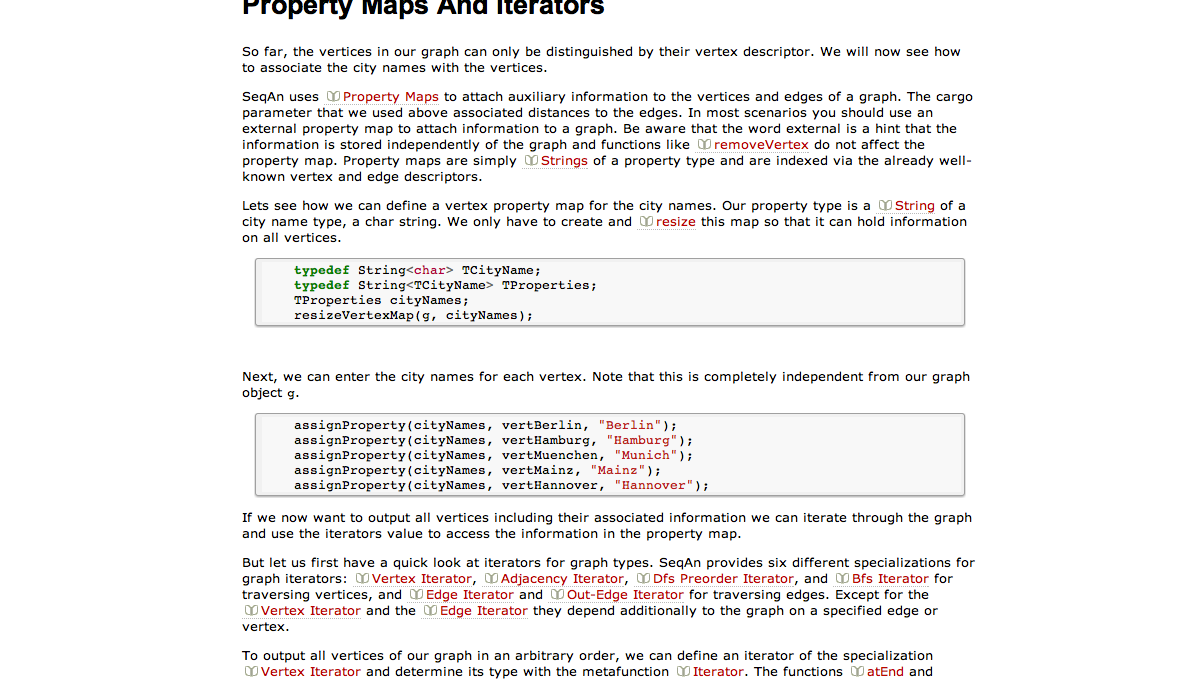 Property Maps And Iterators
So far, the vertices in our graph can only be distinguished by their vertex descriptor. We will now see how
to associate the city names with the vertices.
SeqAn uses Property Maps to attach auxiliary information to the vertices and edges of a graph. The cargo
parameter that we used above associated distances to the edges. In most scenarios you should use an
external property map to attach information to a graph. Be aware that the word external is a hint that the
information is stored independently of the graph and functions like removeVertex do not affect the
property map. Property maps are simply Strings of a property type and are indexed via the already well-
known vertex and edge descriptors.
Lets see how we can define a vertex property map for the city names. Our property type is a String of a
city name type, a char string. We only have to create and resize this map so that it can hold information
on all vertices.
typedef String<char> TCityName;
typedef String<TCityName> TProperties;
TProperties cityNames;
resizeVertexMap(g, cityNames);
Next, we can enter the city names for each vertex. Note that this is completely independent from our graph
object g.
assignProperty(cityNames, vertBerlin, "Berlin");
assignProperty(cityNames, vertHamburg, "Hamburg");
assignProperty(cityNames, vertMuenchen, "Munich");
assignProperty(cityNames, vertMainz, "Mainz");
assignProperty(cityNames, vertHannover, "Hannover");
If we now want to output all vertices including their associated information we can iterate through the graph
and use the iterators value to access the information in the property map.
But let us first have a quick look at iterators for graph types. SeqAn provides six different specializations for
graph iterators: Vertex Iterator, Adjacency Iterator, Dfs Preorder Iterator, and Bfs Iterator for
traversing vertices, and Edge Iterator and Out-Edge Iterator for traversing edges. Except for the
Vertex Iterator and the Edge Iterator they depend additionally to the graph on a specified edge or
vertex.
To output all vertices of our graph in an arbitrary order, we can define an iterator of the specialization
Vertex Iterator and determine its type with the metafunction Iterator. The functions atEnd and